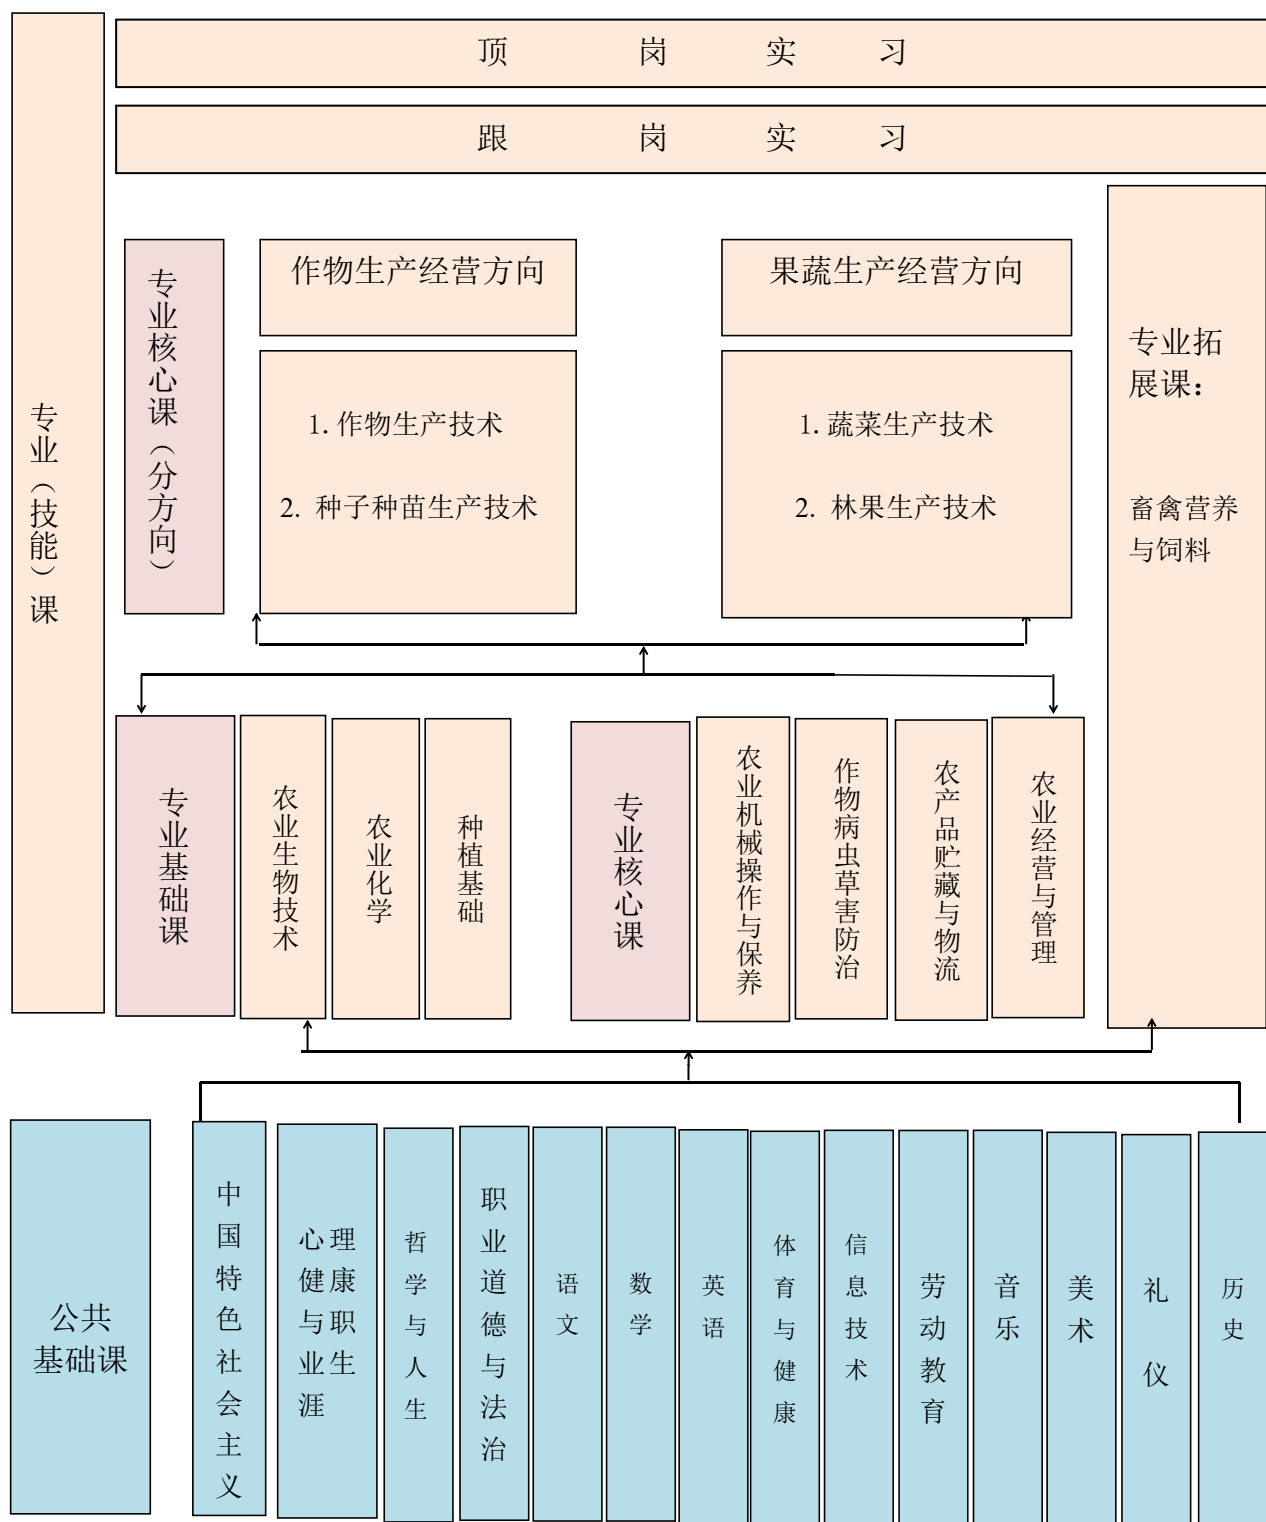 顶岗实习
跟岗实习
专业（技能）课
专业核心课（分方向）
作物生产经营方向
果蔬生产经营方向
1. 作物生产技术
2. 种子种苗生产技术
1. 蔬菜生产技术
2. 林果生产技术
专业拓
展课：
畜禽营养
与饲料
专业基础课
农业生物技术
农业化学
种植基础
专业核心课
农业机械操作与保养
作物病虫草害防治
农产品贮藏与物流
农业经营与管理
公共
基础课
中国特色社会主义
心理
健康
与职
业生
涯
哲学与人生
职业道德与法治
语文
数学
英语
体育与健康
信息技术
劳动教育
音乐
美术
礼仪
历史